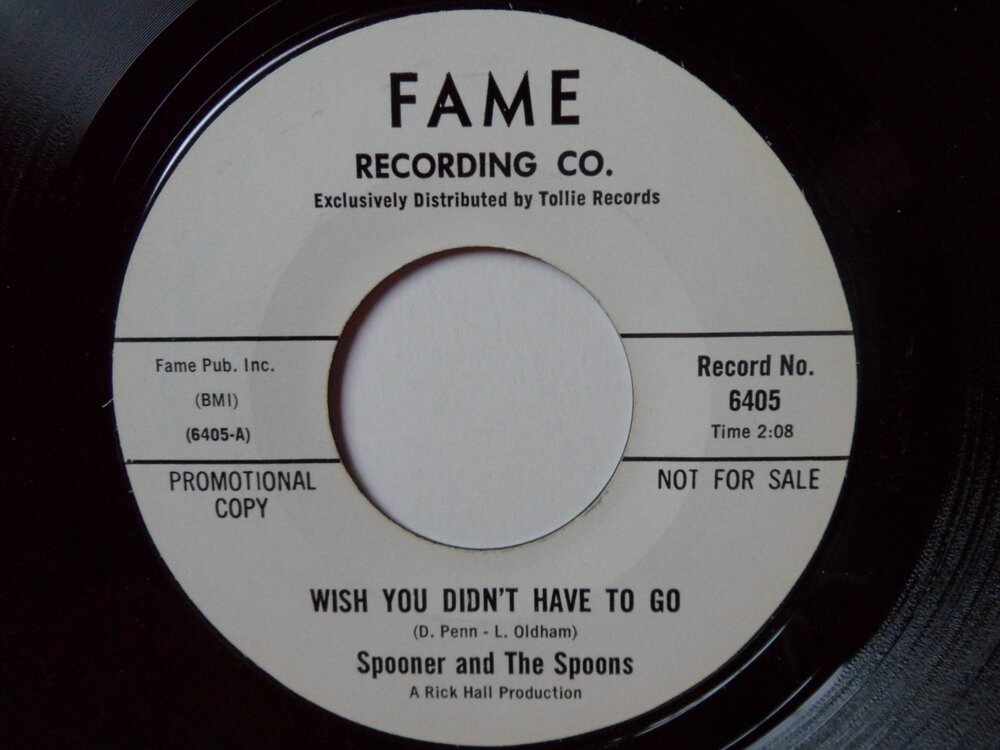 FAME
RECORDING CO.
Exclusively Distributed by Tollie Records
Fame Pub. Inc.
(BMI)
(6405-A)
Record No.
6405
Time 2:08
PROMOTIONAL
COPY
NOT FOR SALE
WISH YOU DIDN'T HAVE TO GO
(D. Penn - L. Oldham)
Spooner and The Spoons
A Rick Hall Production